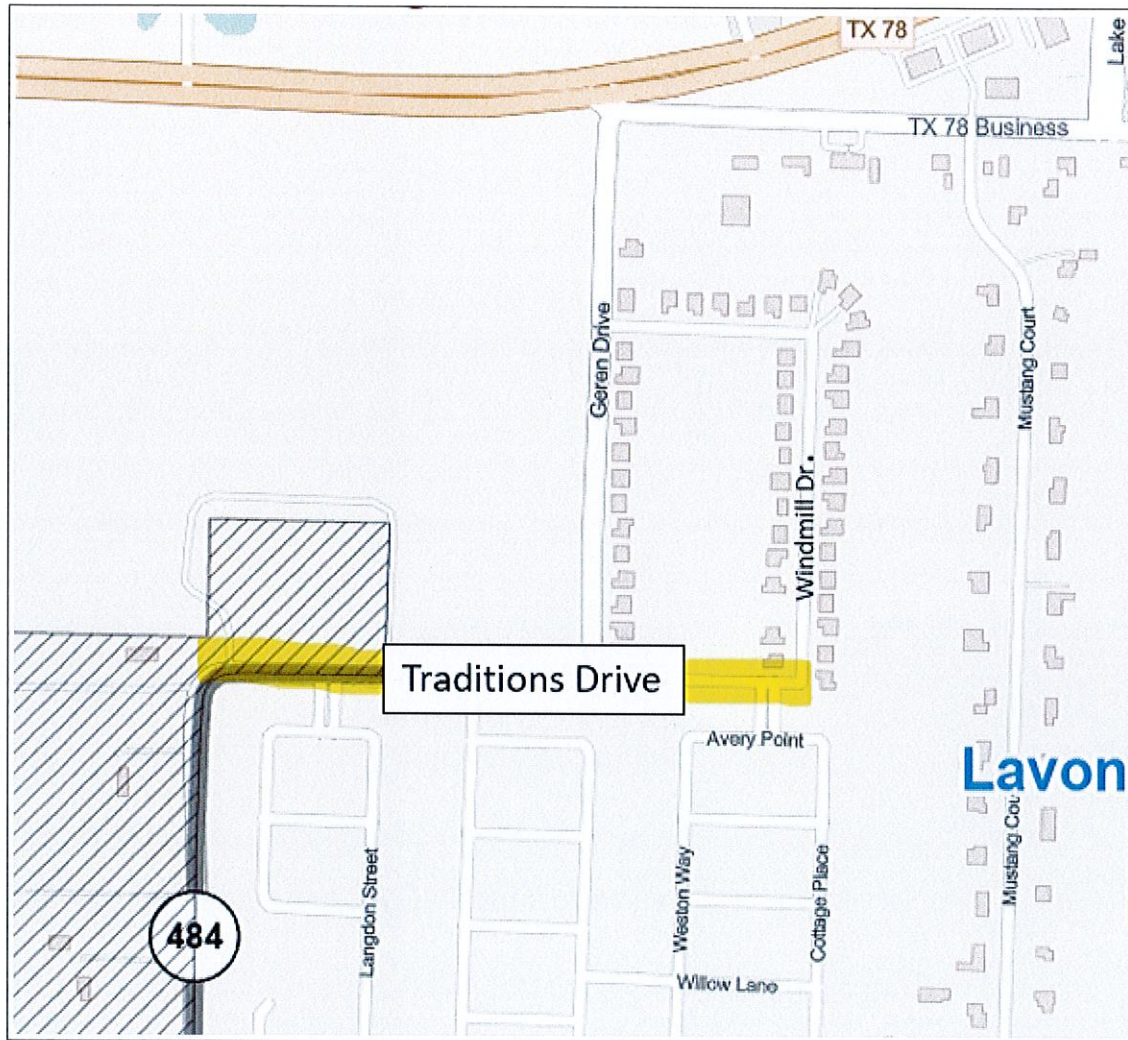 TX 78
Lake
TX 78 Business
Geren Drive
Mustang Court
Windmill Dr.
Traditions Drive
Avery Point
Lavon
Mustang Cou
Langdon Street
Weston Way
Cottage Place
484
Willow Lane